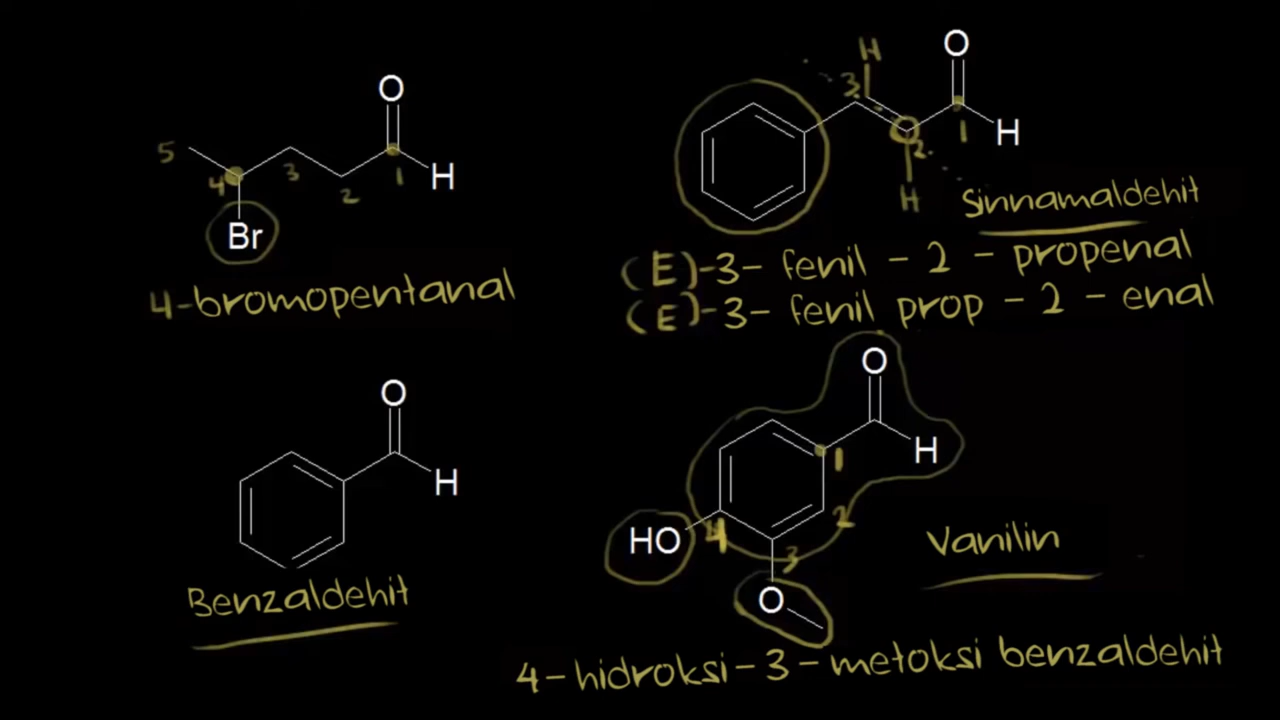 O
H
5
4
3
2
1
Br
4-bromopentanal
H
O
3
1
H
2
H
Sinnamaldehit
(E)-3-fenil-2-propenal
(E)-3-fenil prop-2-enal
O
H
Benzaldehit
O
H
1
2
HO
4
3
O
Vanilin
4-hidroksi-3-metoksi benzaldehit